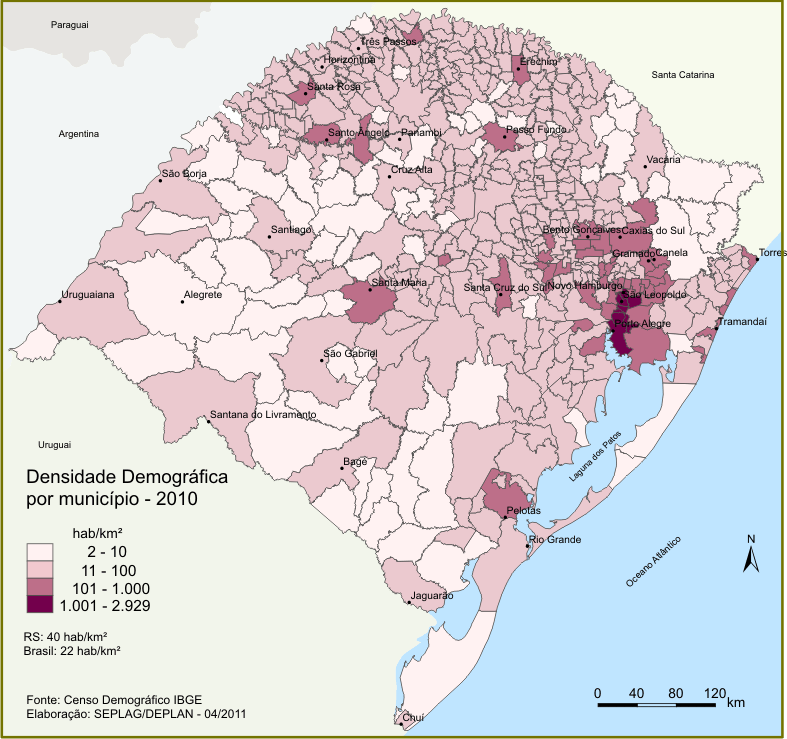 Paraguai
Três Passos
Horizontina
Erechim
Santa Catarina
Santa Rosa
Argentina
Santo Ângelo
Panambi
Passo Fundo
Vacaria
São Borja
Cruz Alta
Santiago
Bento Gonçalves
Caxias do Sul
Gramado
Canela
Torres
Uruguaiana
Alegrete
Santa Maria
Santa Cruz do Sul
Novo Hamburgo
São Leopoldo
Porto Alegre
Tramandaí
São Gabriel
Santana do Livramento
Uruguai
Bagé
Laguna dos Patos
Pelotas
Rio Grande
Oceano Atlântico
Jaguarão
Chuí
Densidade Demográfica
por município - 2010
hab/km²
2 - 10
11 - 100
101 - 1.000
1.001 - 2.929
RS: 40 hab/km²
Brasil: 22 hab/km²
Fonte: Censo Demográfico IBGE
Elaboração: SEPLAG/DEPLAN - 04/2011
N
0 40 80 120
km